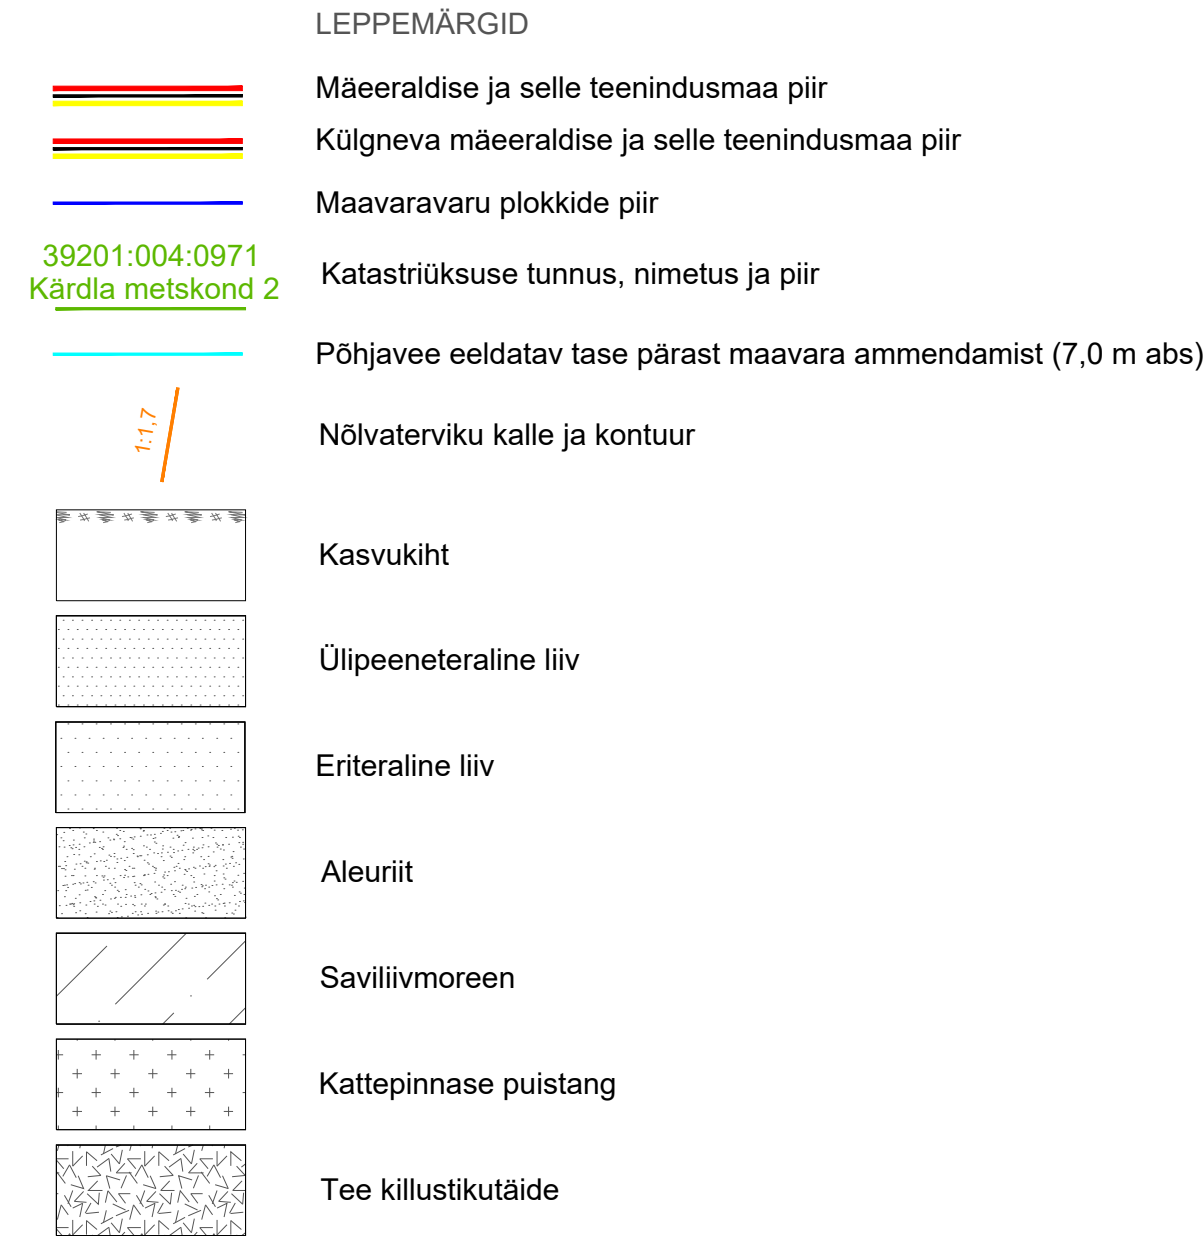 LEPPEMÄRGID
Mäeeraldise ja selle teenindusmaa piir
Külgneva mäeeraldise ja selle teenindusmaa piir
Maavaravaru plokkide piir
39201:004:0971
Kärdla metskond 2
Katastriüksuse tunnus, nimetus ja piir
Põhjavee eeldatav tase pärast maavara ammendamist (7,0 m abs)
1:1,7
Nõlvaterviku kalle ja kontuur
Kasvukiht
Ülipeeneteraline liiv
Eriteraline liiv
Aleuriit
Saviliivmoreen
Kattepinnase puistang
Tee killustikutäide